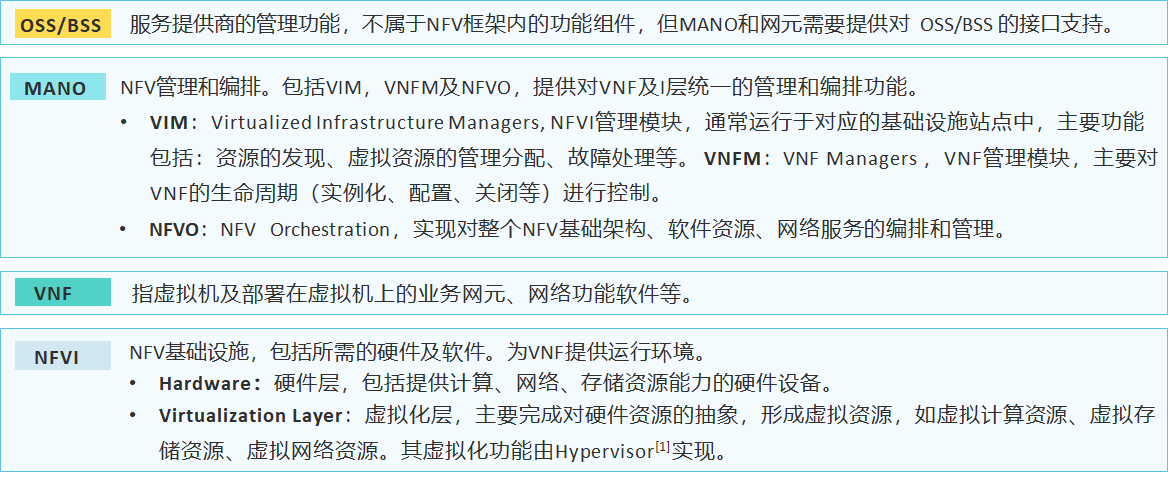 OSS/BSS 服务提供商的管理功能，不属于NFV框架内的功能组件，但MANO和网元需要提供对 OSS/BSS 的接口支持。
MANO NFV管理和编排。包括VIM，VNFM及NFVO，提供对VNF及I层统一的管理和编排功能。
• VIM：Virtualized Infrastructure Managers, NFVI管理模块，通常运行于对应的基础设施站点中，主要功能
包括：资源的发现、虚拟资源的管理分配、故障处理等。 VNFM：VNF Managers ，VNF管理模块，主要对
VNF的生命周期（实例化、配置、关闭等）进行控制。
• NFVO：NFV Orchestration，实现对整个NFV基础架构、软件资源、网络服务的编排和管理。
VNF 指虚拟机及部署在虚拟机上的业务网元、网络功能软件等。
NFVI NFV基础设施，包括所需的硬件及软件。为VNF提供运行环境。
• Hardware：硬件层，包括提供计算、网络、存储资源能力的硬件设备。
• Virtualization Layer：虚拟化层，主要完成对硬件资源的抽象，形成虚拟资源，如虚拟计算资源、虚拟存
储资源、虚拟网络资源。其虚拟化功能由Hypervisor[1]实现。